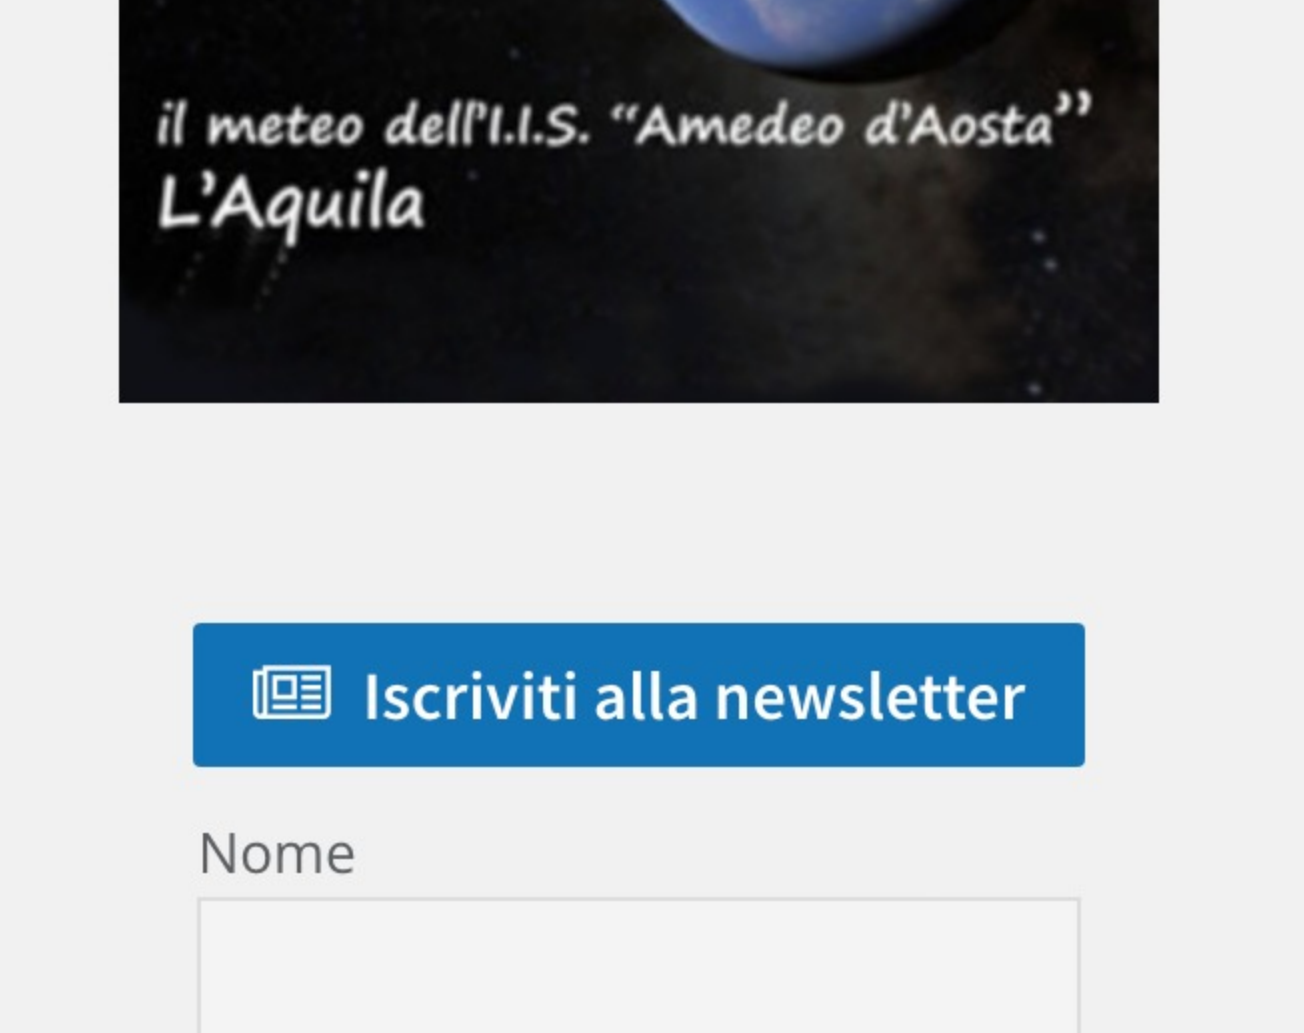 il meteo dell'I.I.S. “Amedeo d'Aosta”
L'Aquila
Iscriviti alla newsletter
Nome